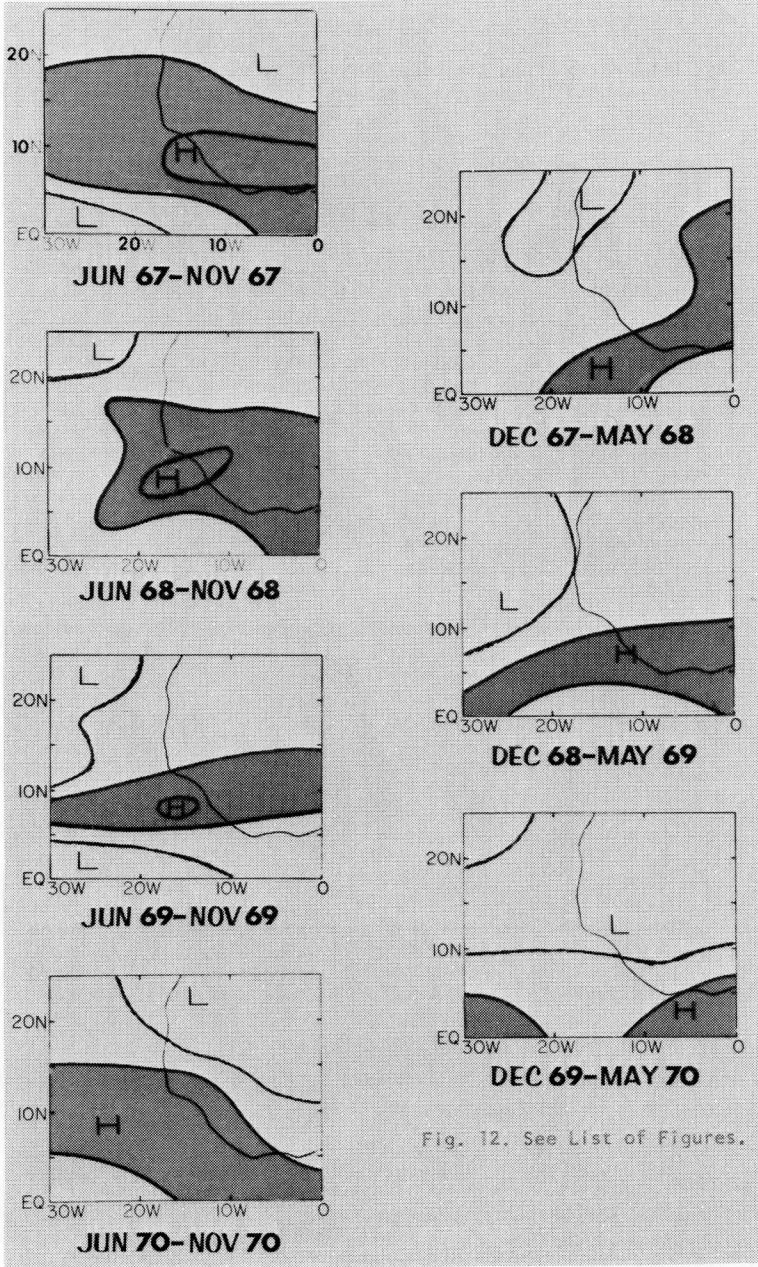 20N
L
10N
H
L
EQ
30W 20W 10W 0
JUN 67-NOV 67
L
20N
H
10N
EQ
30W 20W 10W 0
JUN 68-NOV 68
L
20N
10N
H
L
EQ
30W 20W 10W 0
JUN 69-NOV 69
L
20N
10N
H
EQ
30W 20W 10W 0
JUN 70-NOV 70
L
20N
10N
H
EQ
20W 10W 0
DEC 67-MAY 68
20N
L
10N
H
EQ
30W 20W 10W 0
DEC 68-MAY 69
20N
L
10N
H
EQ
30W 20W 10W 0
DEC 69-MAY 70
Fig. 12. See List of Figures.